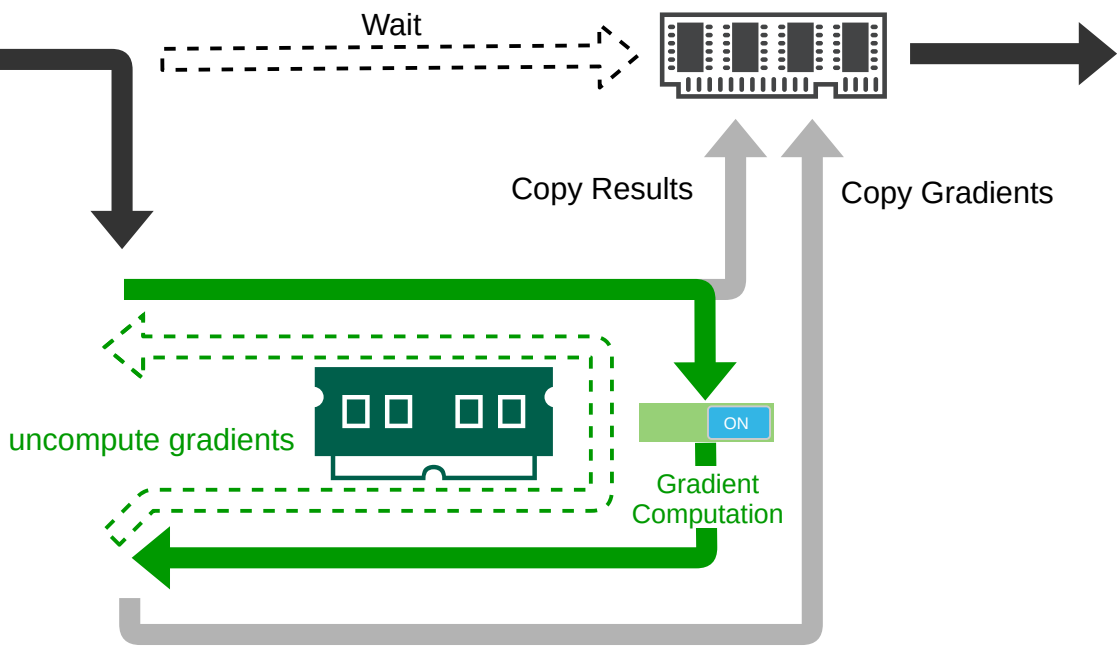 Wait
Copy Results
Copy Gradients
ON
uncompute gradients
Gradient
Computation